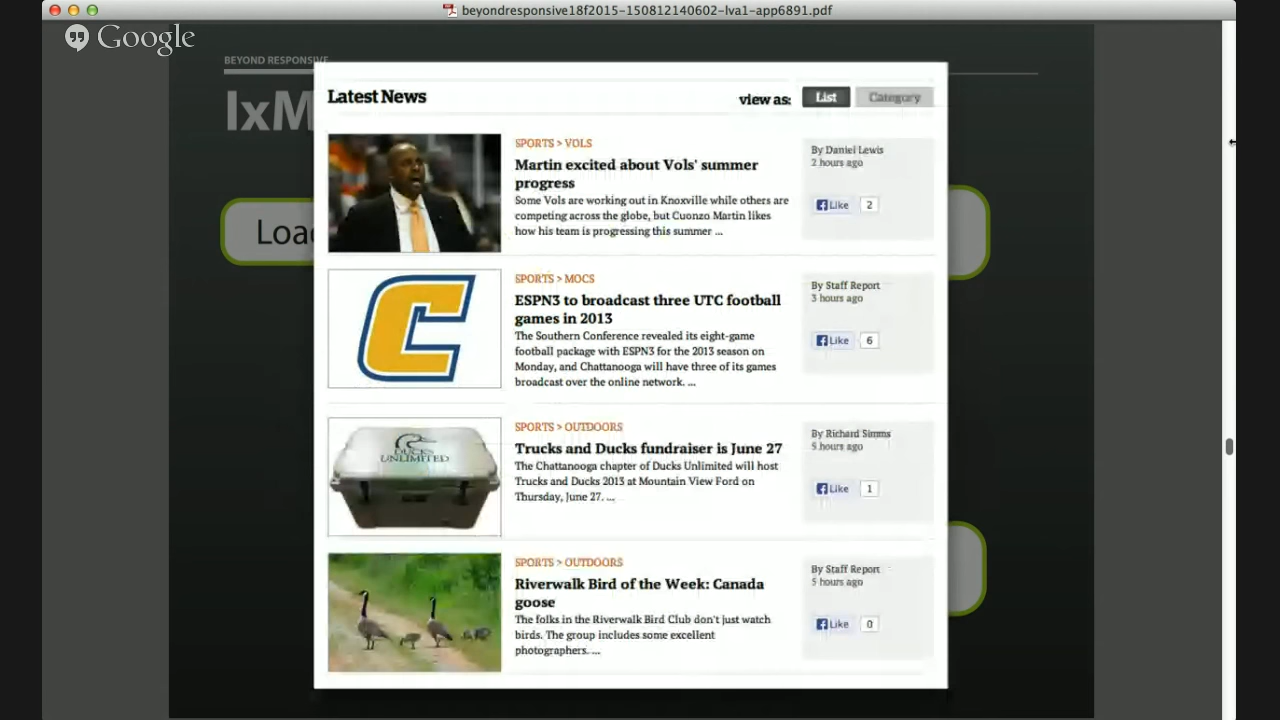 beyondresponsive18f2015-150812140602-lva1-app6891.pdf
Google
BEYOND RESPONSIVE
IxM
Loa
Latest News
view as: List Category
SPORTS > VOLS
Martin excited about Vols' summer
progress
Some Vols are working out in Knoxville while others are
competing across the globe, but Cuonzo Martin likes
how his team is progressing this summer ...
By Daniel Lewis
2 hours ago
Like 2
SPORTS > MOCS
ESPN3 to broadcast three UTC football
games in 2013
The Southern Conference revealed its eight-game
football package with ESPN3 for the 2013 season on
Monday, and Chattanooga will have three of its games
broadcast over the online network. ...
By Staff Report
3 hours ago
Like 6
C
DUCKS
UNLIMITED
SPORTS > OUTDOORS
Trucks and Ducks fundraiser is June 27
The Chattanooga chapter of Ducks Unlimited will host
Trucks and Ducks 2013 at Mountain View Ford on
Thursday, June 27. ...
By Richard Simms
5 hours ago
Like 1
SPORTS > OUTDOORS
Riverwalk Bird of the Week: Canada
goose
The folks in the Riverwalk Bird Club don't just watch
birds. The group includes some excellent
photographers. ...
By Staff Report
5 hours ago
Like 0